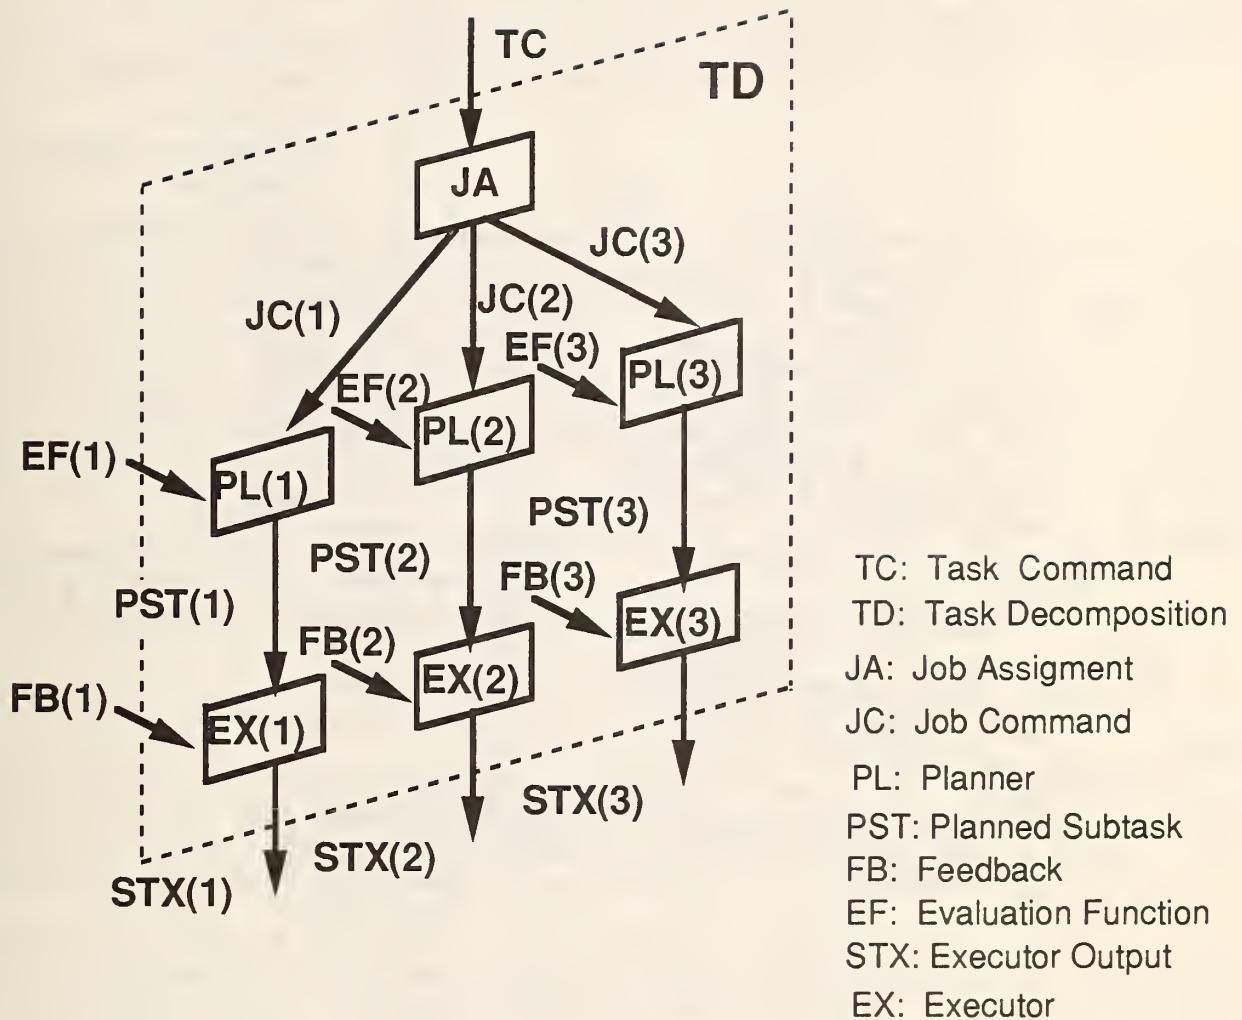 TC
TD
JA
JC(3)
JC(2)
JC(1)
EF(3)
PL(3)
EF(2)
PL(2)
EF(1)
PL(1)
PST(3)
PST(2)
FB(3)
PST(1)
EX(3)
FB(2)
EX(2)
FB(1)
EX(1)
STX(3)
STX(2)
STX(1)
TC: Task Command
TD: Task Decomposition
JA: Job Assigment
JC: Job Command
PL: Planner
PST: Planned Subtask
FB: Feedback
EF: Evaluation Function
STX: Executor Output
EX: Executor